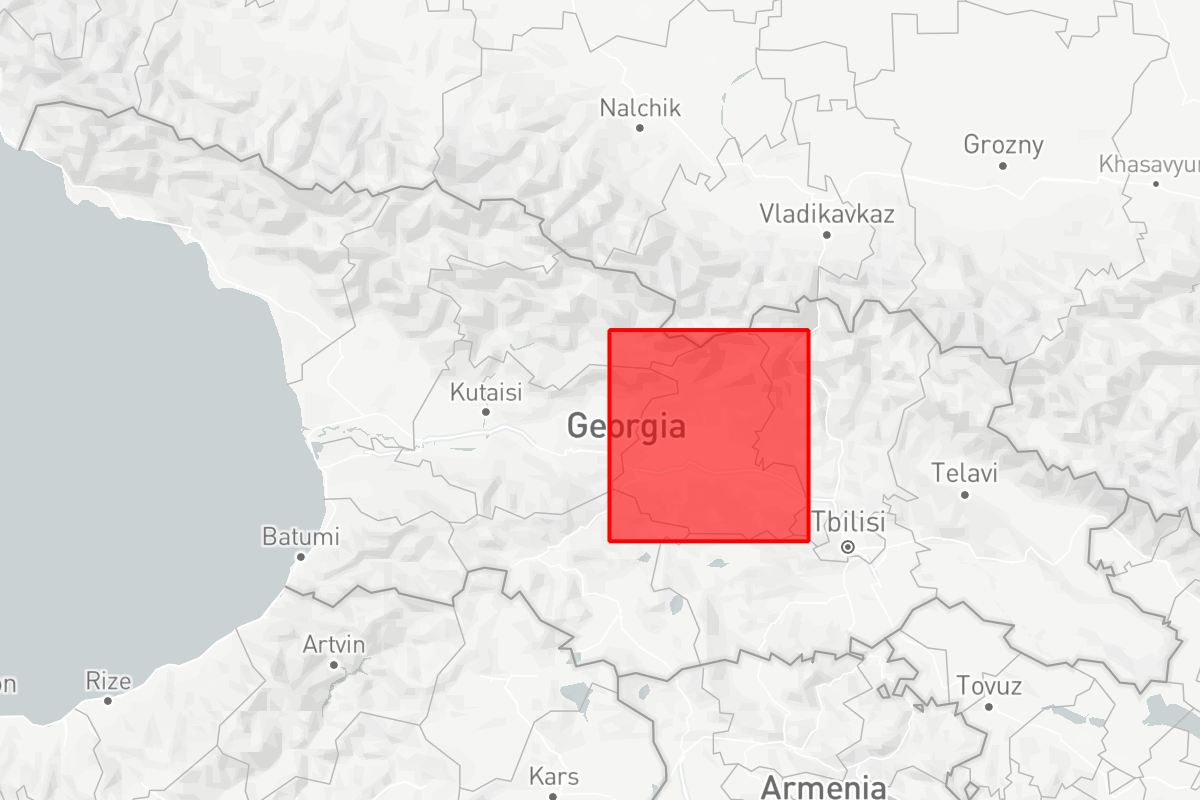 Nalchik
Grozny
Khasavyur
Vladikavkaz
Kutaisi
Georgia
Telavi
Tbilisi
Batumi
Artvin
on
Rize
Tovuz
Kars
Armenia